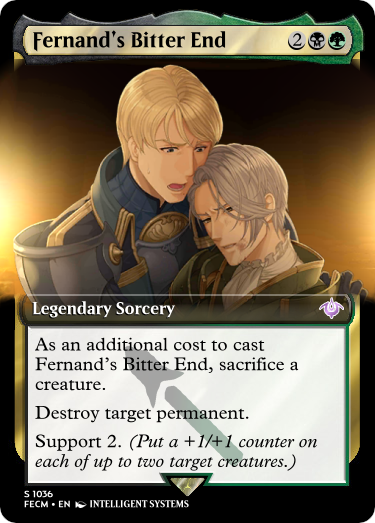 Fernand's Bitter End 2
Legendary Sorcery
As an additional cost to cast
Fernand's Bitter End, sacrifice a
creature.
Destroy target permanent.
Support 2. (Put a +1/+1 counter on
each of up to two target creatures.)
S 1036
FECM • EN INTELLIGENT SYSTEMS